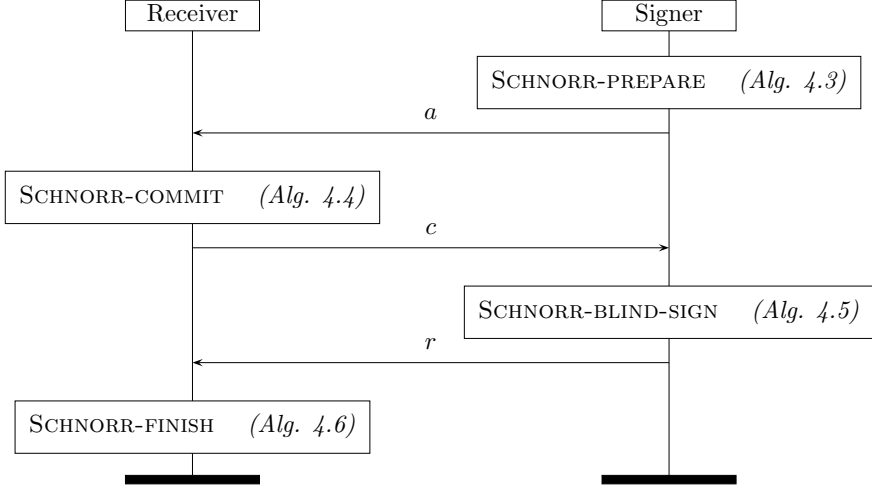 Receiver
Signer
SCHNORR-PREPARE (Alg. 4.3)
a
SCHNORR-COMMIT (Alg. 4.4)
c
SCHNORR-BLIND-SIGN (Alg. 4.5)
r
SCHNORR-FINISH (Alg. 4.6)